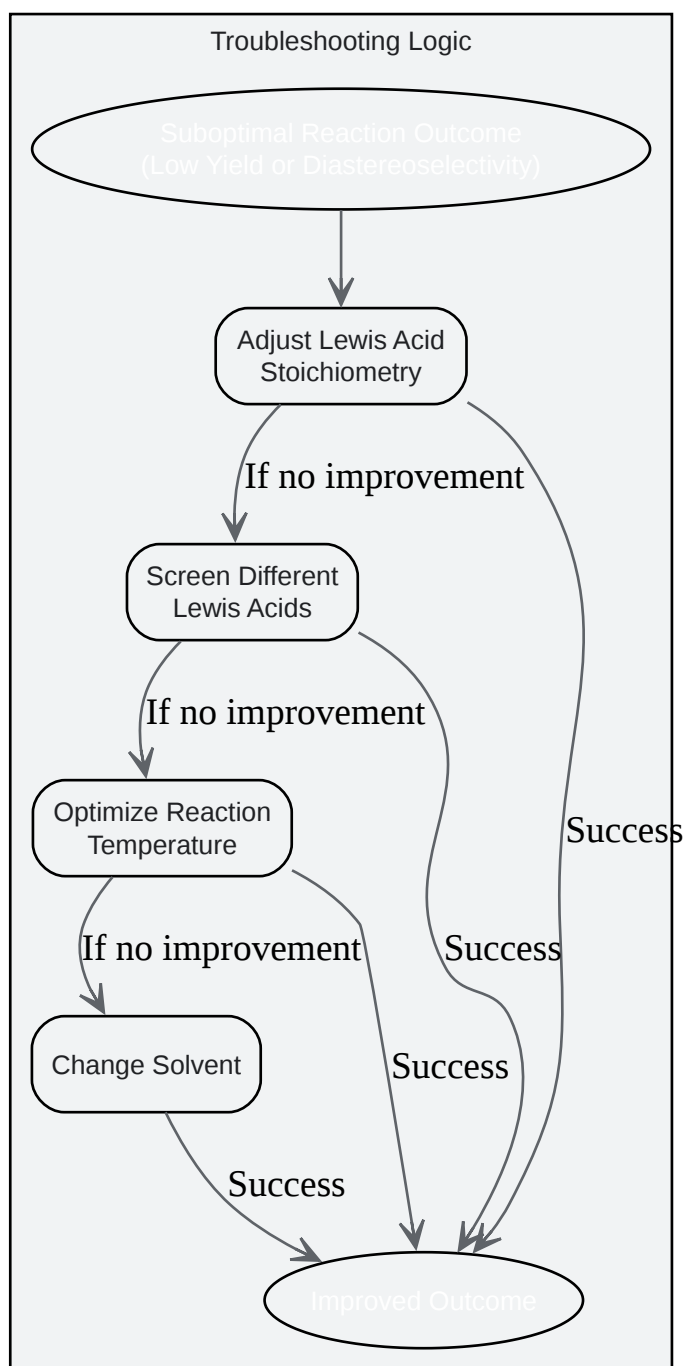 Troubleshooting Logic
Suboptimal Reaction Outcome
(Low Yield or Diastereoselectivity)
Adjust Lewis Acid
Stoichiometry
If no improvement
Screen Different
Lewis Acids
If no improvement
Optimize Reaction
Temperature
Success
If no improvement
Success
Change Solvent
Success
Success
Improved Outcome